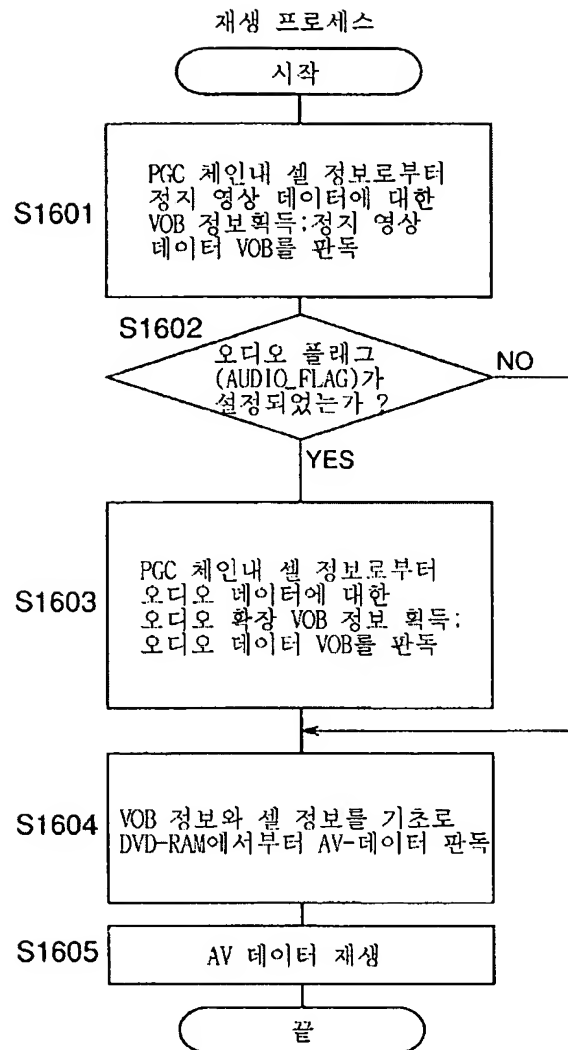 재생 프로세스
시작
S1601
PGC 체인내 셀 정보로부터
정지 영상 데이터에 대한
VOB 정보획득;정지 영상
데이터 VOB를 판독
S1602
오디오 플래그
(AUDIO_FLAG)가
설정되었는가 ?
NO
YES
S1603
PGC 체인내 셀 정보로부터
오디오 데이터에 대한
오디오 확장 VOB 정보 획득;
오디오 데이터 VOB를 판독
S1604
VOB 정보와 셀 정보를 기초로
DVD-RAM에서부터 AV-데이터 판독
S1605
AV 데이터 재생
끝